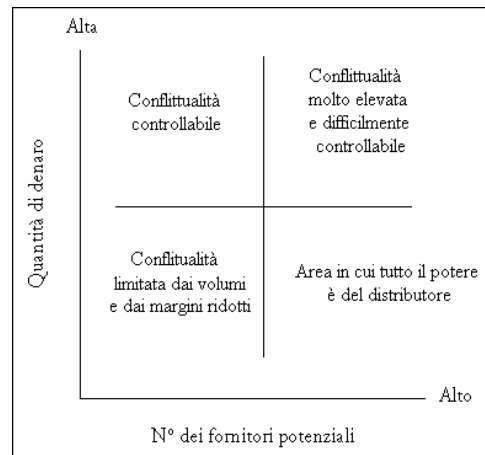 Alta
Conflittualità
controllabile
Conflittualità
molto elevata
e difficilmente
controllabile
Quantità di denaro
Conflitualità
limitata dai volumi
e dai margini ridotti
Area in cui tutto il potere
è del distributore
Alto
N° dei fornitori potenziali